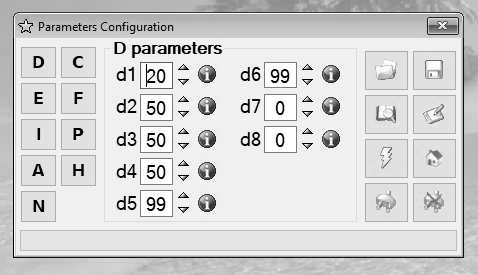 Parameters Configuration
D parameters
D C
E F
I P
A H
N
d1 20
d2 50
d3 50
d4 50
d5 99
d6 99
d7 0
d8 0